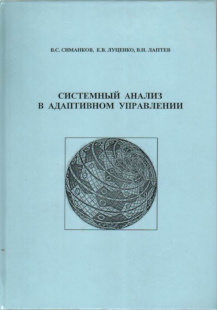 В.С. СИМАНКОВ, Е.В. ЛУЦЕНКО, В.Н. ЛАПТЕВ
СИСТЕМНЫЙ АНАЛИЗ
В АДАПТИВНОМ УПРАВЛЕНИИ